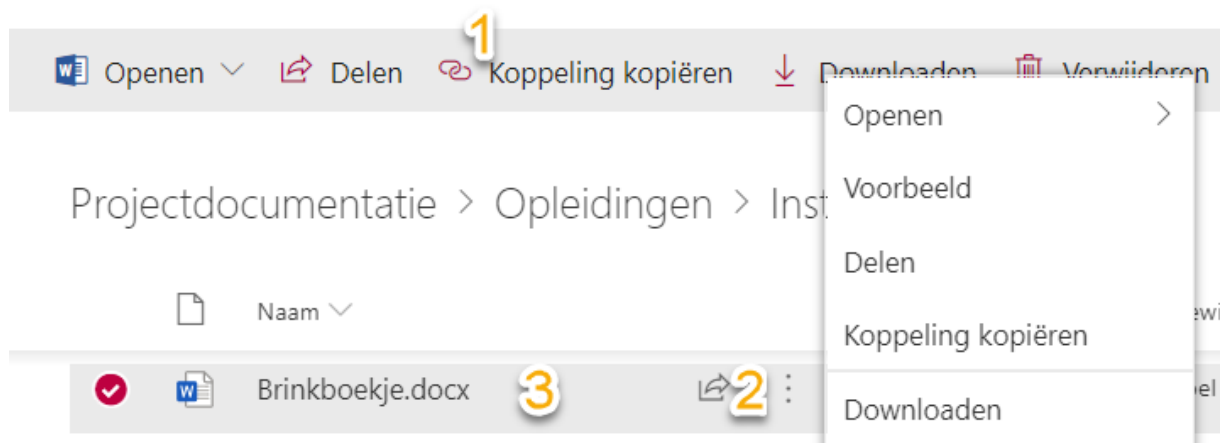 1
Openen Delen Koppeling kopiëren Downloaden Verwijderen
Openen
Projectdocumentatie > Opleidingen > Inst
Voorbeeld
Delen
Naam
Koppeling kopiëren
Brinkboekje.docx 3 2
Downloaden